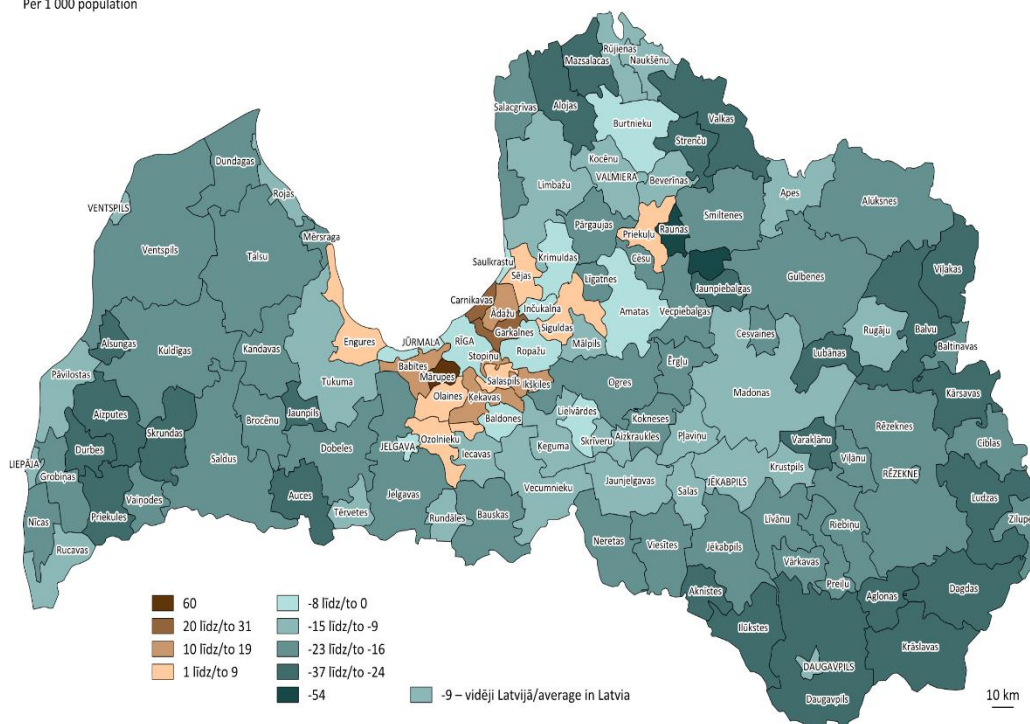 Per 1 000 population
Rūjienas
Mazsalacas
Naukšēnu
Salacgrīvas
Alojas
Valkas
Burtnieku
Strenču
Dundagas
Kocēnu
VALMIERA
Beverīnas
Apes
Rojas
Limbažu
Alūksnes
VENTSPILS
Smiltenes
Pārgaujas
Priekuļu
Raunas
Mērsraga
Ventspils
Talsu
Saulkrastu
Krimuldas
Cēsu
Sējas
Līgatnes
Gulbenes
Vijakas
Jaunpiebalgas
Carnikavas
Inčukalna
Ādažu
Amatas
Vecpiebalgas
Rugāju
Balvu
Garkalnes
Siguldas
Cesvaines
Alsungas
Engures
JŪRMALA
RĪGA
Mālpils
Baltinavas
Kuldīgas
Kandavas
Stopiņu
Ropažu
Lubānas
Babītes
Ērgļu
Pāvilostas
Mārupes
Salaspils
Ikšķiles
Tukuma
Ogres
Madonas
Kārsavas
Olaines
Ķekavas
Aizputes
Jaunpils
Lielvārdes
Kokneses
Rēzeknes
Skrundas
Brocēnu
Baldones
Varakļānu
Durbes
JELGAVA
Ozolnieku
Skrīveru
Aizkraukles
Pļaviņu
Ciblas
Dobeles
Ķeguma
Saldus
Iecavas
Viļānu
LIEPĀJA
Krustpils
RĒZEKNE
Grobiņas
Jelgavas
Vecumnieku
Jaunjelgavas
JĒKABPILS
Vaiņodes
Auces
Salas
Ludzas
Priekules
Tērvetes
Rundāles
Bauskas
Līvānu
Riebiņu
Zilupes
Nīcas
Neretas
Viesītes
Jēkabpils
Rucavas
Vārkavas
Preiļu
Aknīstes
Aglonas
Dagdas
Ilūkstes
Krāslavas
DAUGAVPILS
Daugavpils
60
20 līdz/to 31
10 līdz/to 19
1 līdz/to 9
-8 līdz/to 0
-15 līdz/to -9
-23 līdz/to -16
-37 līdz/to -24
-54
-9 – vidēji Latvijā/average in Latvia
10 km